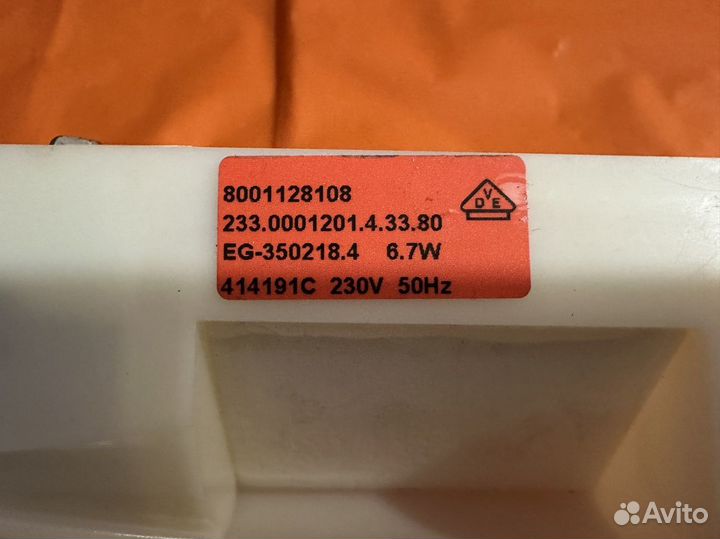 8001128108
233.0001201.4.33.80
EG-350218.4 6.7W
414191C 230V 50Hz
VDE
Avito